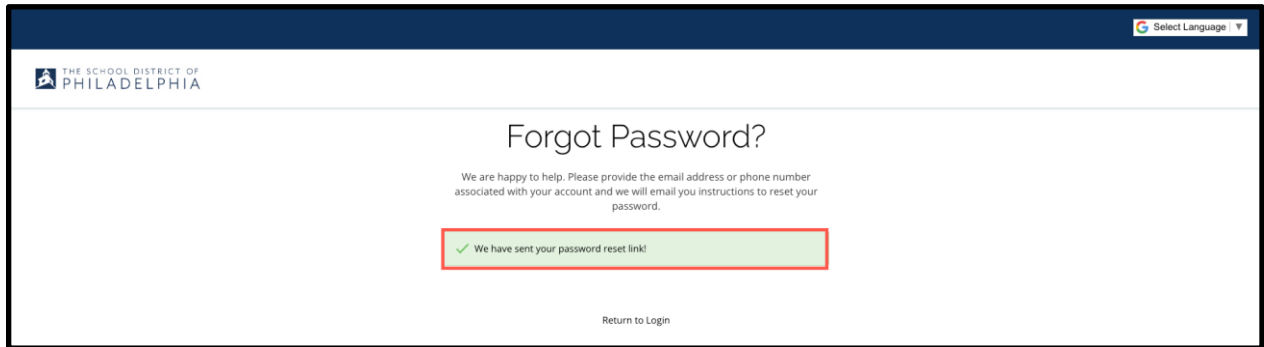 Select Language
THE SCHOOL DISTRICT OF
PHILADELPHIA
Forgot Password?
We are happy to help. Please provide the email address or phone number
associated with your account and we will email you instructions to reset your
password.
We have sent your password reset link!
Return to Login